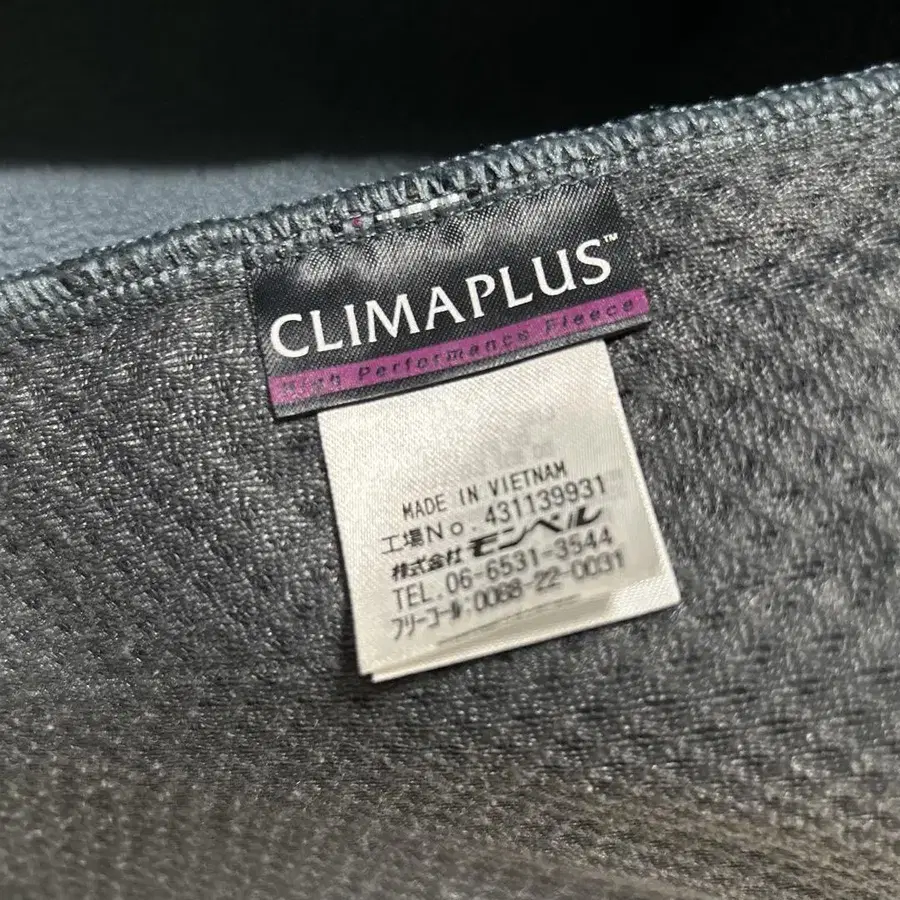 CLIMAPLUS™
High Performance Fleece
MADE IN VIETNAM
工場No. 431139931
株式会社 モンベル
TEL. 06-6531-3544
フリーコール:0088-22-0031